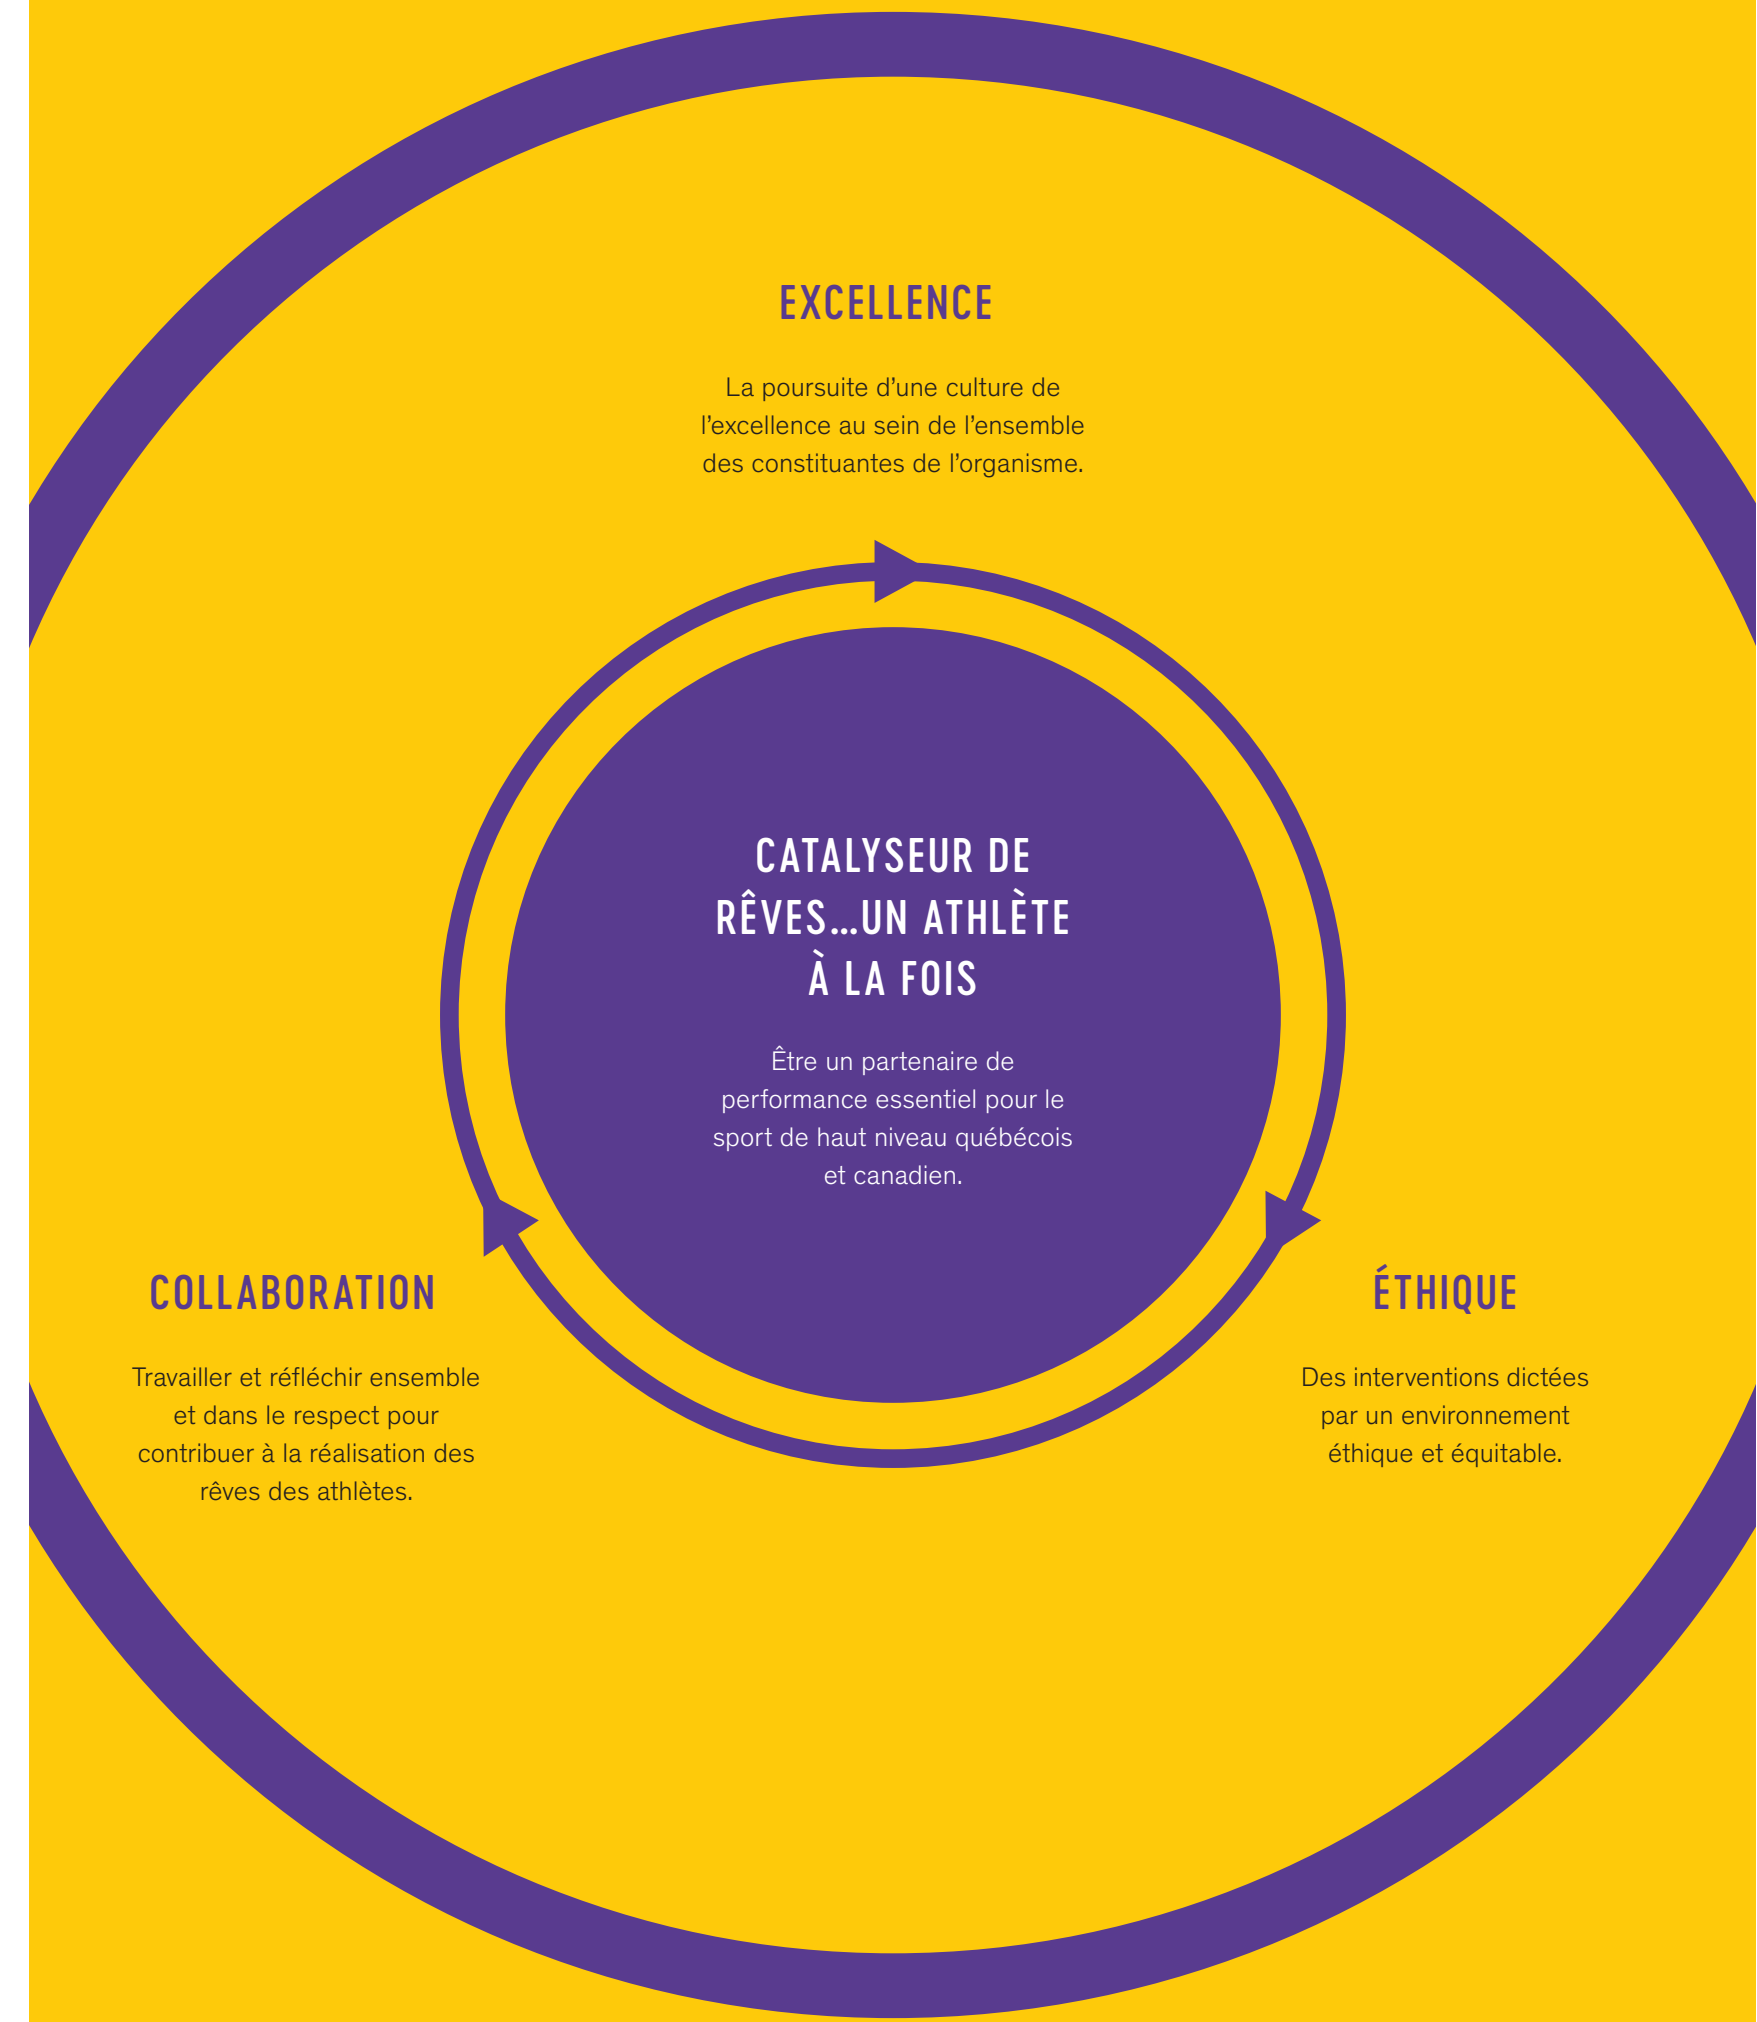 EXCELLENCE
La poursuite d’une culture de
l’excellence au sein de l’ensemble
des constituantes de l’organisme.
CATALYSEUR DE
RÊVES…UN ATHLÈTE
À LA FOIS
Être un partenaire de
performance essentiel pour le
sport de haut niveau québécois
et canadien.
COLLABORATION
Travailler et réfléchir ensemble
et dans le respect pour
contribuer à la réalisation des
rêves des athlètes.
ÉTHIQUE
Des interventions dictées
par un environnement
éthique et équitable.